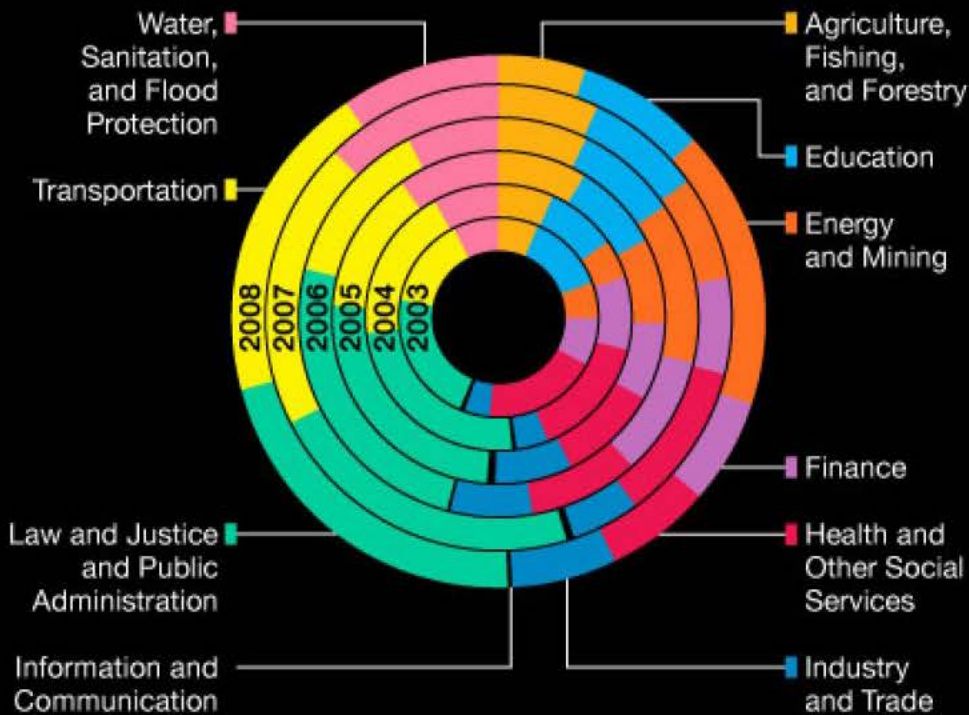 Water,
Sanitation,
and Flood
Protection
Transportation
Agriculture,
Fishing,
and Forestry
Education
Energy
and Mining
2008
2007
2006
2005
2004
2003
Finance
Law and Justice
and Public
Administration
Health and
Other Social
Services
Information and
Communication
Industry
and Trade